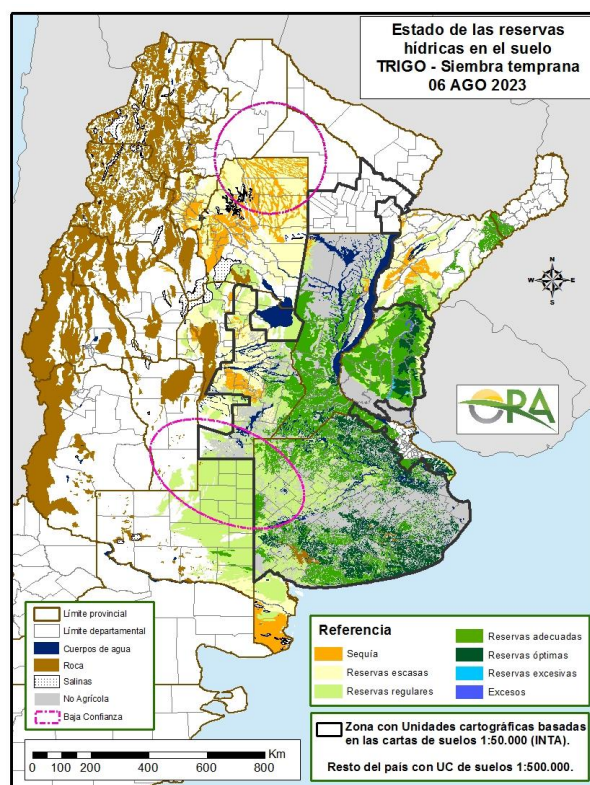 Estado de las reservas
hídricas en el suelo
TRIGO - Siembra temprana
06 AGO 2023
N
W
E
S
ORA
Límite provincial
Límite departamental
Cuerpos de agua
Roca
Salinas
No Agrícola
Baja Confianza
Referencia
Sequía
Reservas escasas
Reservas regulares
Reservas adecuadas
Reservas óptimas
Reservas excesivas
Excesos
Zona con Unidades cartográficas basadas
en las cartas de suelos 1:50.000 (INTA).
Resto del país con UC de suelos 1:500.000.
Km
0 100 200 400 600 800